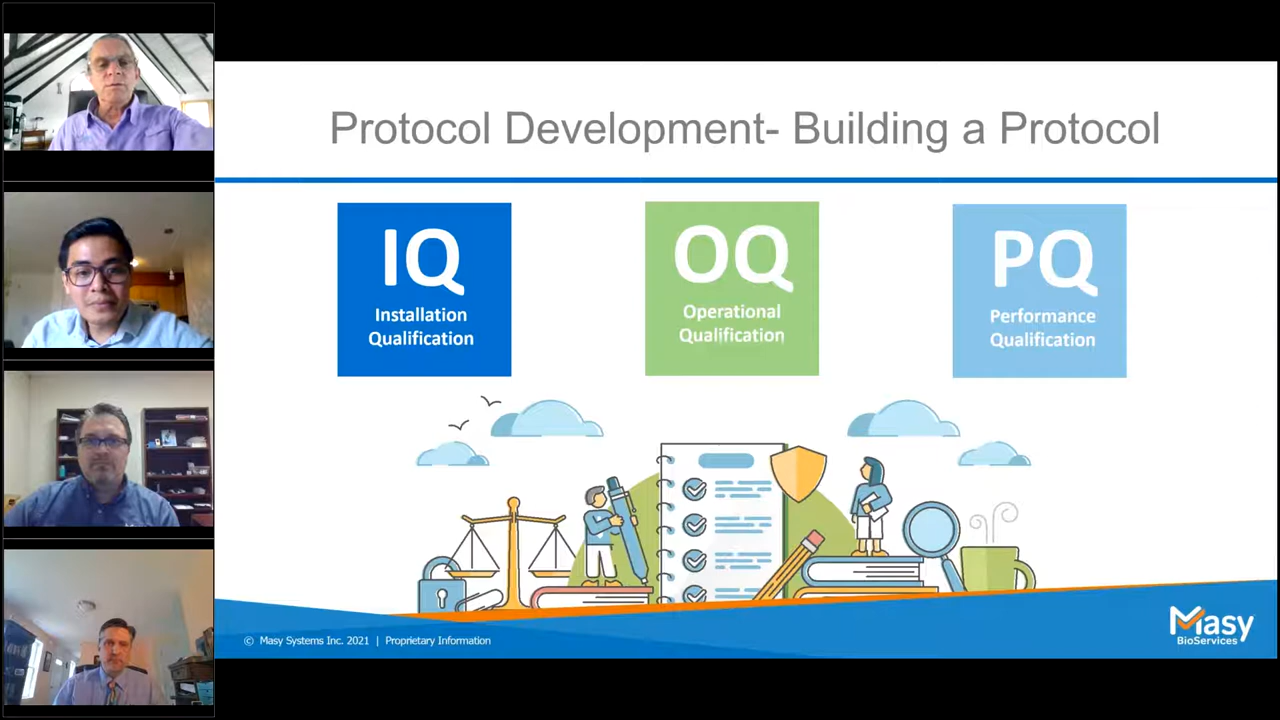 Protocol Development- Building a Protocol
IQ
Installation
Qualification
OQ
Operational
Qualification
PQ
Performance
Qualification
© Masy Systems Inc. 2021 | Proprietary Information
Masy
BioServices